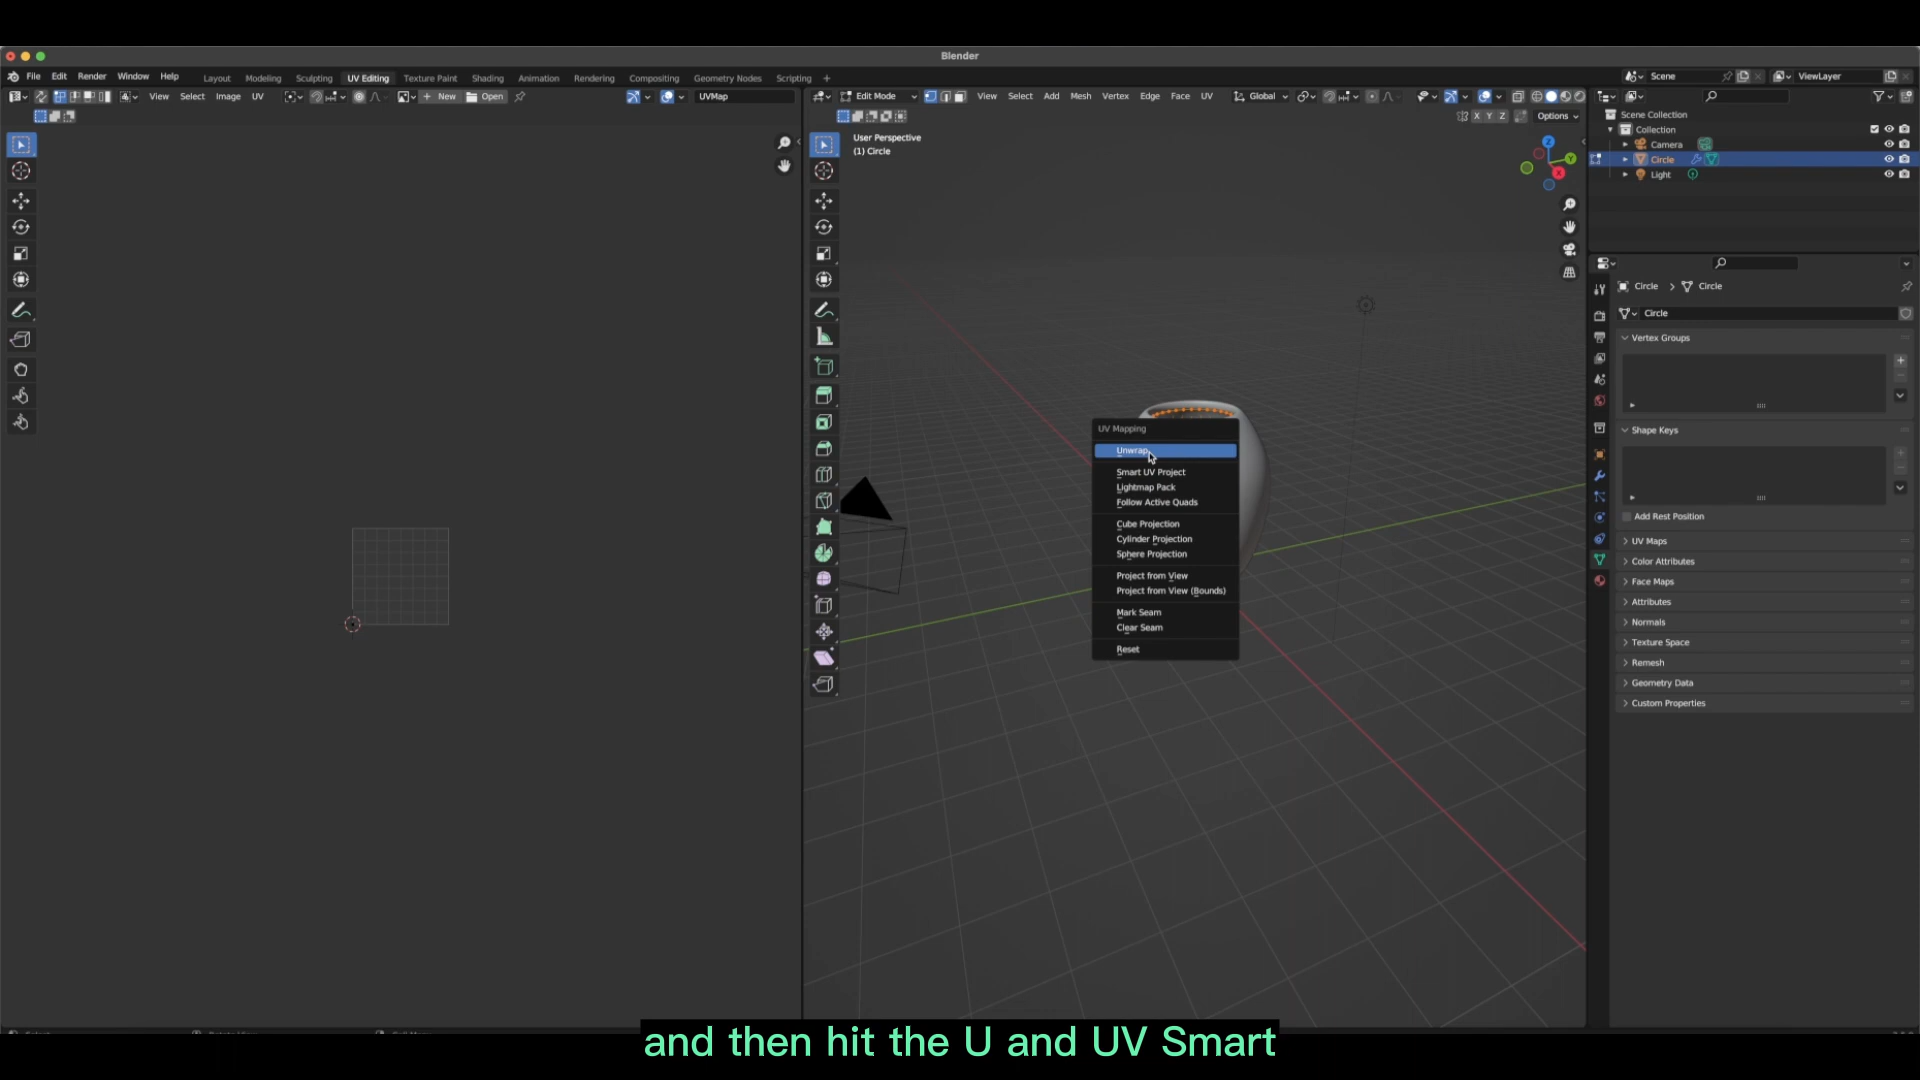 Blender
File Edit Render Window Help
Layout Modeling Sculpting UV Editing Texture Paint Shading Animation Rendering Compositing Geometry Nodes Scripting +
Scene
ViewLayer
View Select Image UV
+ New Open
UVMap
Edit Mode
View Select Add Mesh Vertex Edge Face UV
Global
X Y Z
Options
User Perspective
(1) Circle
Z
Y
X
Scene Collection
Collection
Camera
Circle
Light
UV Mapping
Unwrap
Smart UV Project
Lightmap Pack
Follow Active Quads
Cube Projection
Cylinder Projection
Sphere Projection
Project from View
Project from View (Bounds)
Mark Seam
Clear Seam
Reset
Circle > Circle
Circle
Vertex Groups
Shape Keys
Add Rest Position
UV Maps
Color Attributes
Face Maps
Attributes
Normals
Texture Space
Remesh
Geometry Data
Custom Properties
and then hit the U and UV Smart